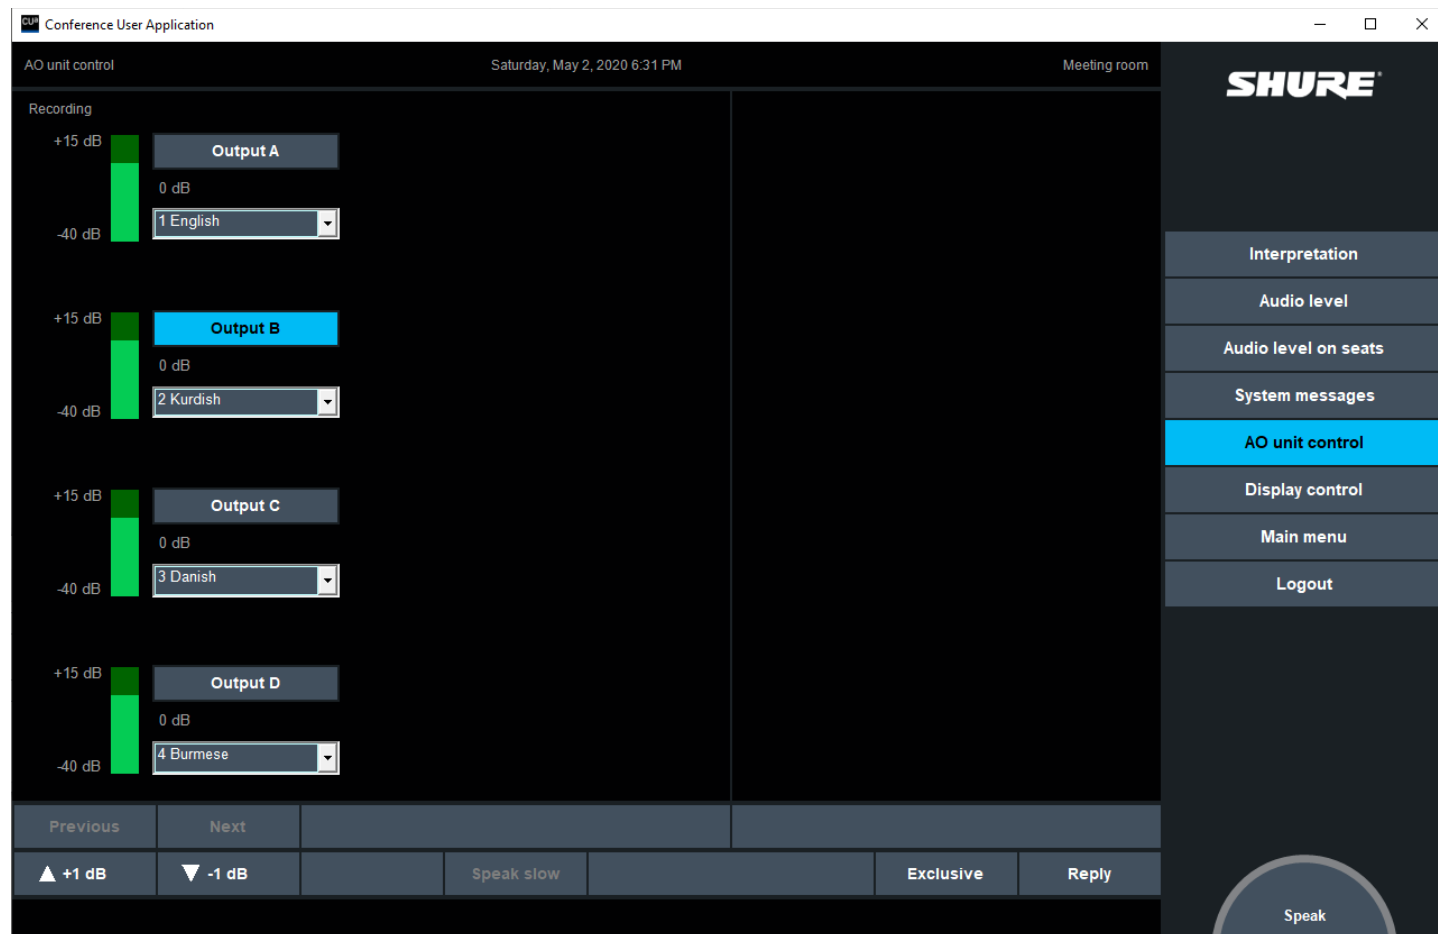 CUa Conference User Application
AO unit control
Saturday, May 2, 2020 6:31 PM
Meeting room
SHURE
Recording
+15 dB
Output A
0 dB
1 English
-40 dB
+15 dB
Output B
0 dB
2 Kurdish
-40 dB
+15 dB
Output C
0 dB
3 Danish
-40 dB
+15 dB
Output D
0 dB
4 Burmese
-40 dB
Interpretation
Audio level
Audio level on seats
System messages
AO unit control
Display control
Main menu
Logout
Previous
Next
+1 dB
-1 dB
Speak slow
Exclusive
Reply
Speak